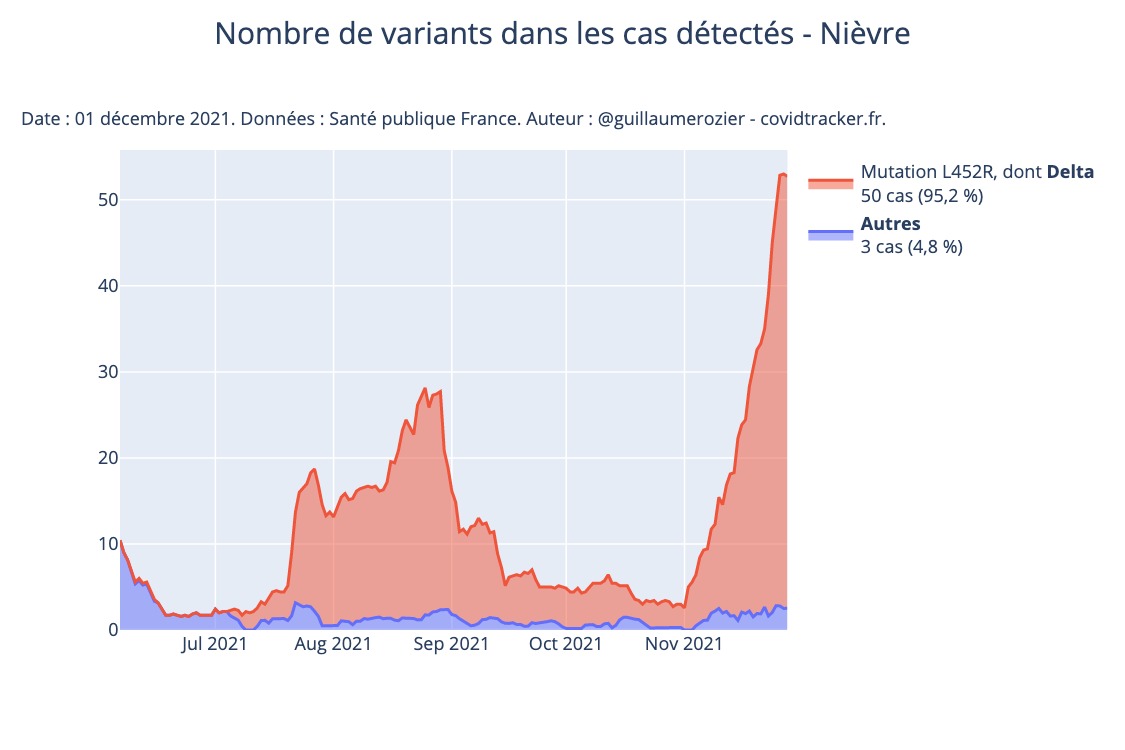 Nombre de variants dans les cas détectés - Nièvre
Date : 01 décembre 2021. Données : Santé publique France. Auteur : @guillaumerozier - covidtracker.fr.
Mutation L452R, dont Delta
50 cas (95,2 %)
Autres
3 cas (4,8 %)
50
40
30
20
10
0
Jul 2021
Aug 2021
Sep 2021
Oct 2021
Nov 2021